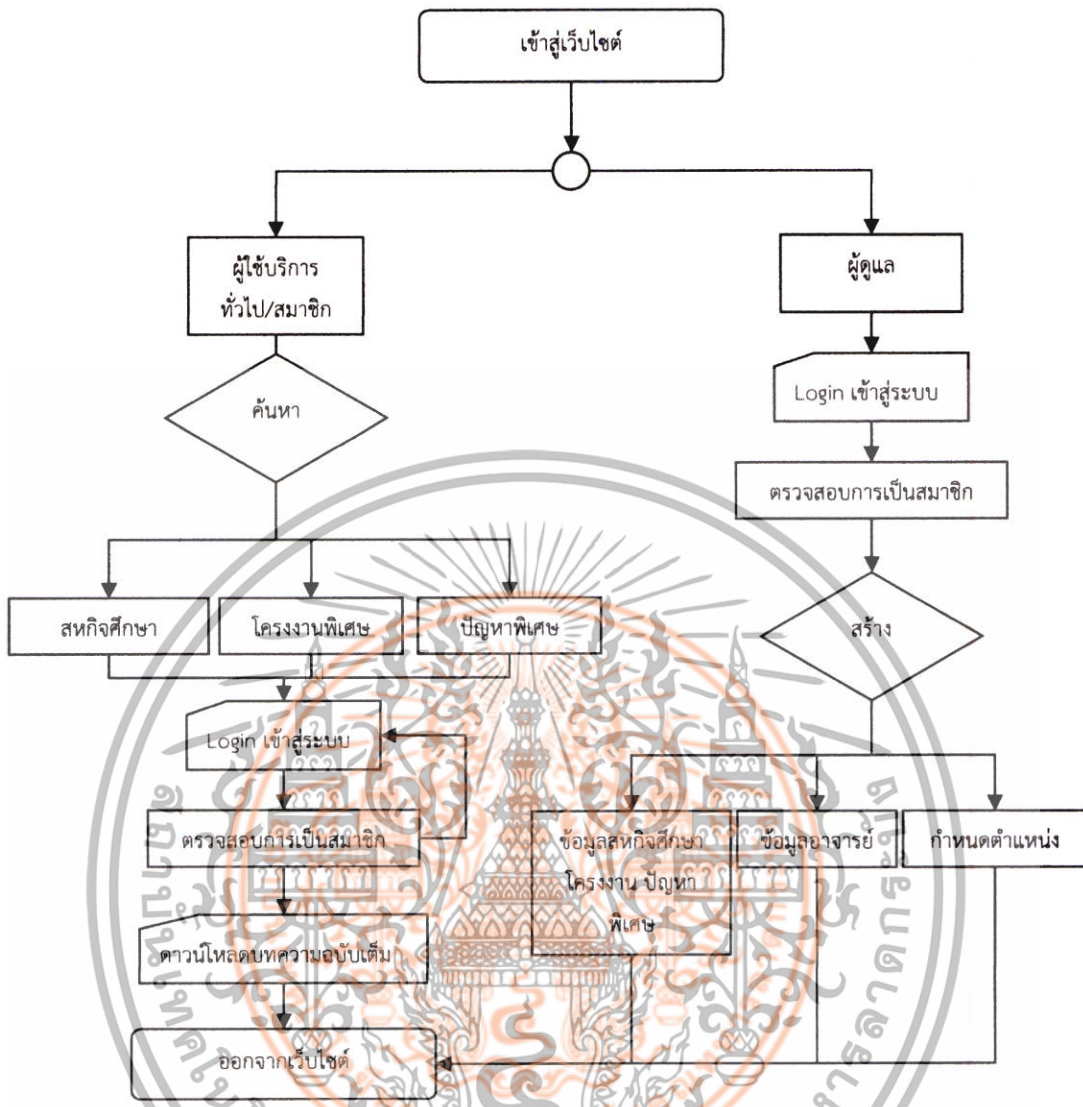 เข้าสู่เว็บไซต์
ผู้ใช้บริการ
ทั่วไป/สมาชิก
ผู้ดูแล
ค้นหา
Login เข้าสู่ระบบ
ตรวจสอบการเป็นสมาชิก
สหกิจศึกษา
โครงงานพิเศษ
ปัญหาพิเศษ
สร้าง
Login เข้าสู่ระบบ
ตรวจสอบการเป็นสมาชิก
ข้อมูลสหกิจศึกษา
โครงงาน ปัญหา
พิเศษ
ข้อมูลอาจารย์
กำหนดตำแหน่ง
ดาวน์โหลดบทความฉบับเต็ม
ออกจากเว็บไซต์